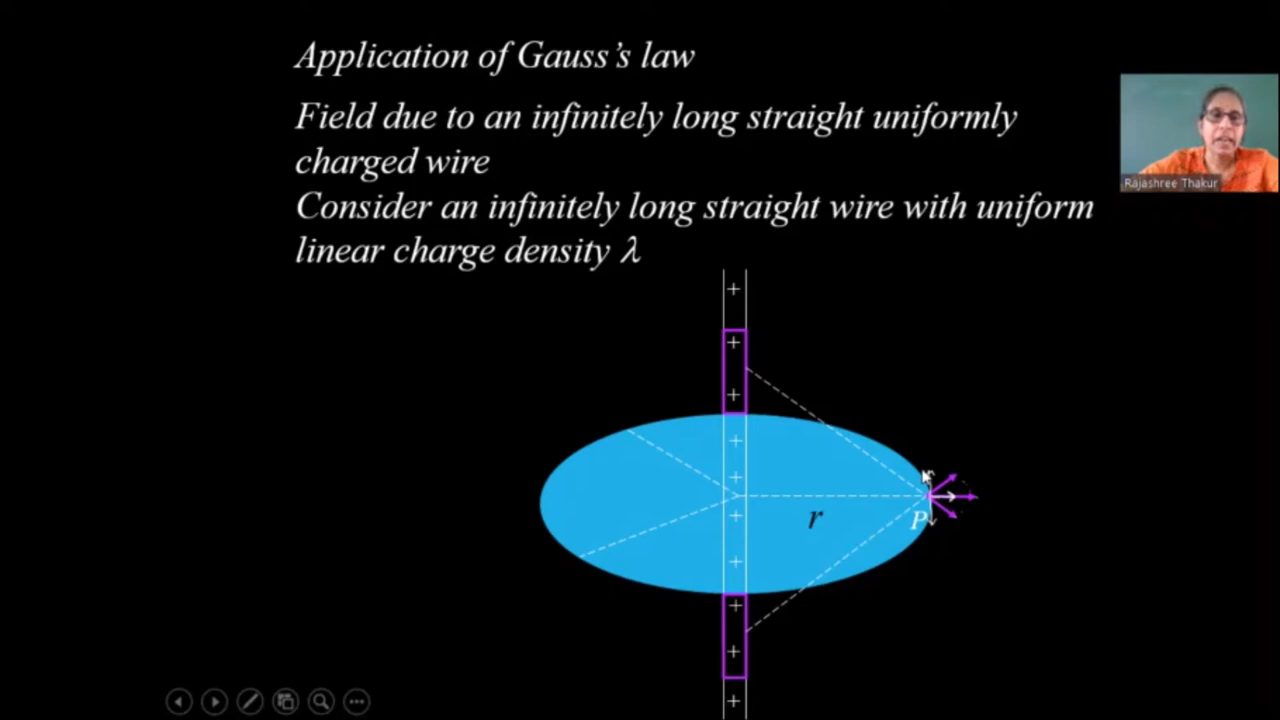 Application of Gauss's law
Field due to an infinitely long straight uniformly
charged wire
Consider an infinitely long straight wire with uniform
linear charge density λ
Rajashree Thakur
+
+
+
+
+
+
r
P
+
+
+
+